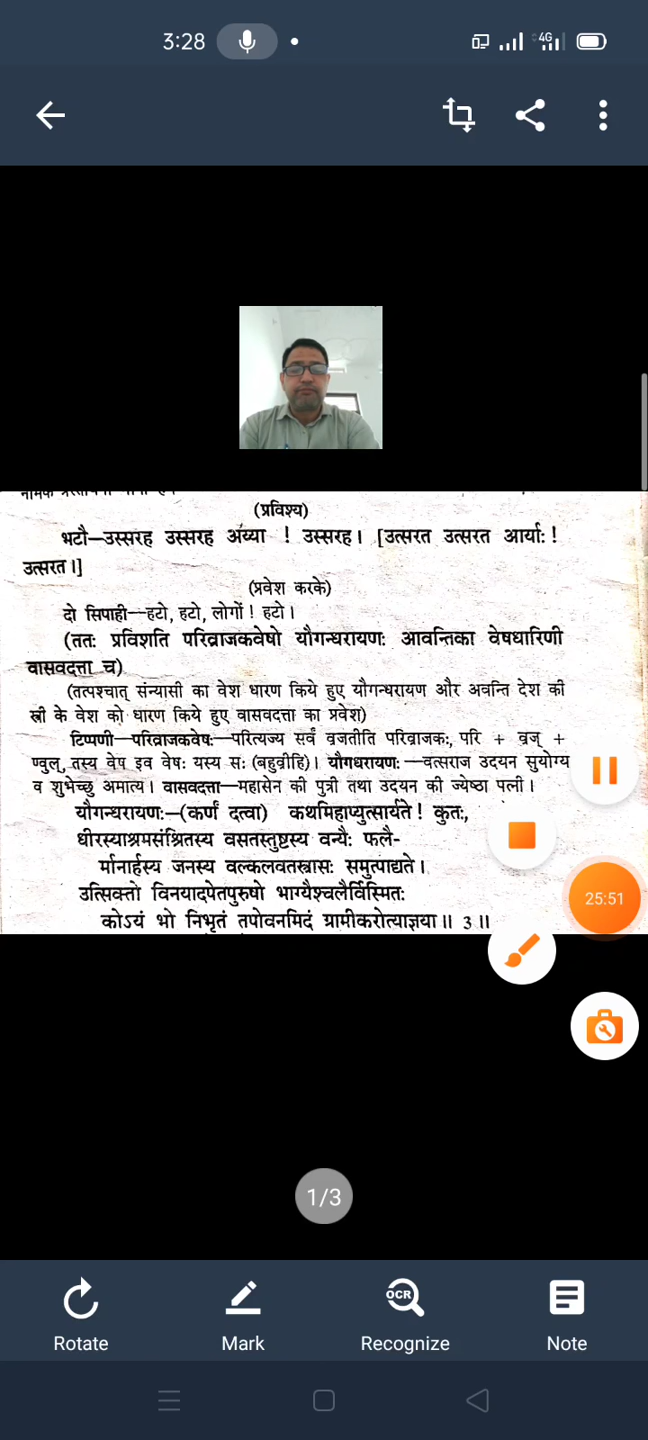 3:28
4G
(प्रविश्य)
भटौ—उस्सरह उस्सरह अय्या ! उस्सरह। [उत्सरत उत्सरत आर्याः !
उत्सरत।]
(प्रवेश करके)
दो सिपाही—हटो, हटो, लोगों ! हटो।
(ततः प्रविशति परिव्राजकवेषो यौगन्धरायणः आवन्तिका वेषधारिणी
वासवदत्ता च)
(तत्पश्चात् संन्यासी का वेश धारण किये हुए यौगन्धरायण और अवन्ति देश की
स्त्री के वेश को धारण किये हुए वासवदत्ता का प्रवेश)
टिप्पणी—परिव्राजकवेषः—परित्यज्य सर्वं व्रजतीति परिव्राजकः, परि + व्रज् +
ण्वुल्, तस्य वेष इव वेषः यस्य सः (बहुव्रीहि)। यौगधरायणः—वत्सराज उदयन सुयोग्य
व शुभेच्छु अमात्य। वासवदत्ता—महासेन की पुत्री तथा उदयन की ज्येष्ठा पत्नी।
यौगन्धरायणः—(कर्णं दत्वा) कथमिहाप्युत्सार्यते ! कुतः,
धीरस्याश्रमसंश्रितस्य वसतस्तुष्टस्य वन्यैः फलै-
र्मानार्हस्य जनस्य वल्कलवतस्त्रासः समुत्पाद्यते।
उत्सिक्तो विनयादपेतपुरुषो भाग्यैश्चलैर्विस्मितः
कोऽयं भो निभृतं तपोवनमिदं ग्रामीकरोत्याज्ञया॥ 3॥
25:51
1/3
OCR
Rotate Mark Recognize Note